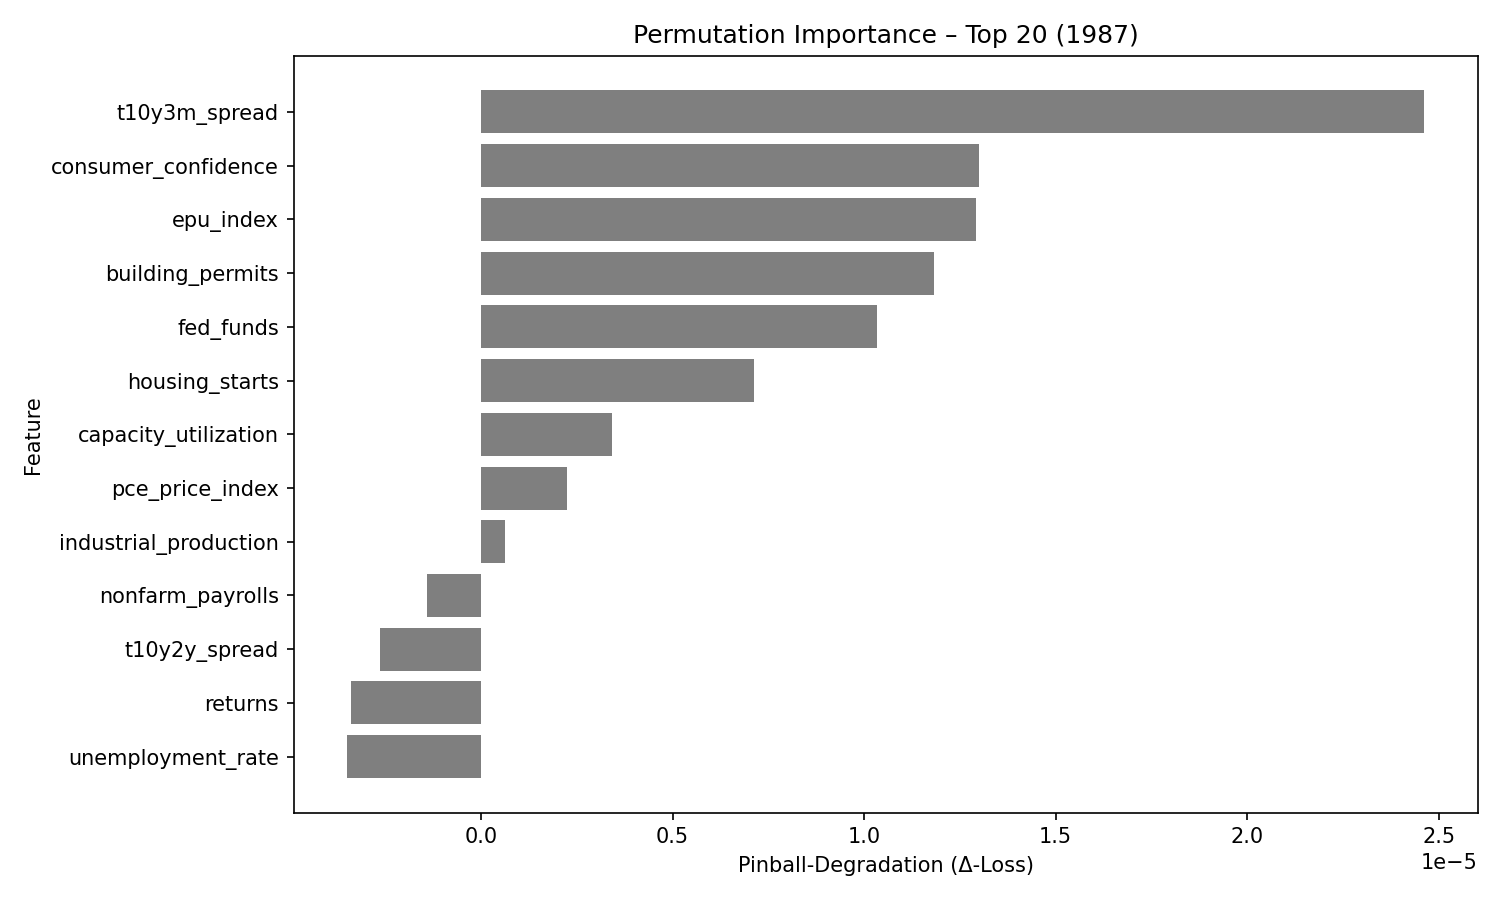 Permutation Importance – Top 20 (1987)
t10y3m_spread
consumer_confidence
epu_index
building_permits
fed_funds
housing_starts
capacity_utilization
pce_price_index
industrial_production
nonfarm_payrolls
t10y2y_spread
returns
unemployment_rate
Feature
0.0 0.5 1.0 1.5 2.0 2.5
1e−5
Pinball-Degradation (Δ-Loss)